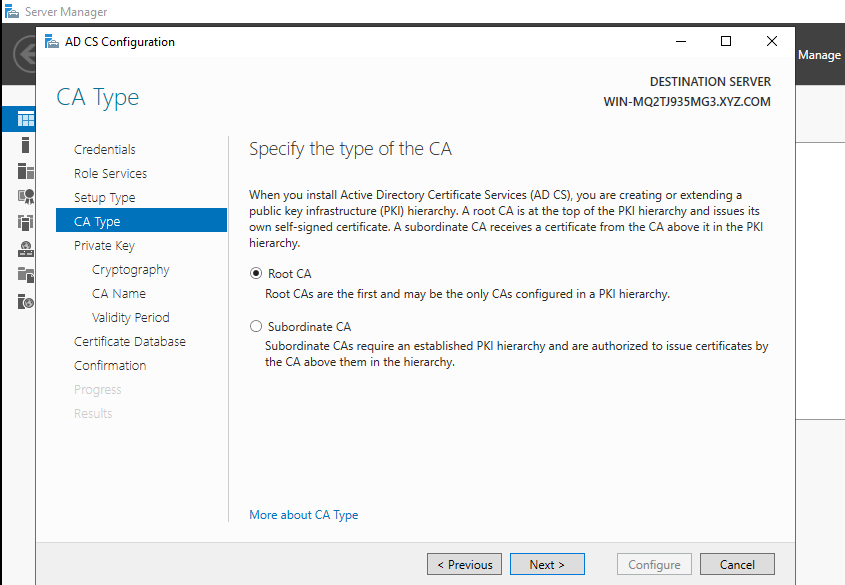 Server Manager
AD CS Configuration
Manage
CA Type
DESTINATION SERVER
WIN-MQ2TJ935MG3.XYZ.COM
Credentials
Role Services
Setup Type
CA Type
Private Key
Cryptography
CA Name
Validity Period
Certificate Database
Confirmation
Progress
Results
Specify the type of the CA
When you install Active Directory Certificate Services (AD CS), you are creating or extending a
public key infrastructure (PKI) hierarchy. A root CA is at the top of the PKI hierarchy and issues its
own self-signed certificate. A subordinate CA receives a certificate from the CA above it in the PKI
hierarchy.
Root CA
Root CAs are the first and may be the only CAs configured in a PKI hierarchy.
Subordinate CA
Subordinate CAs require an established PKI hierarchy and are authorized to issue certificates by
the CA above them in the hierarchy.
More about CA Type
< Previous
Next >
Configure
Cancel